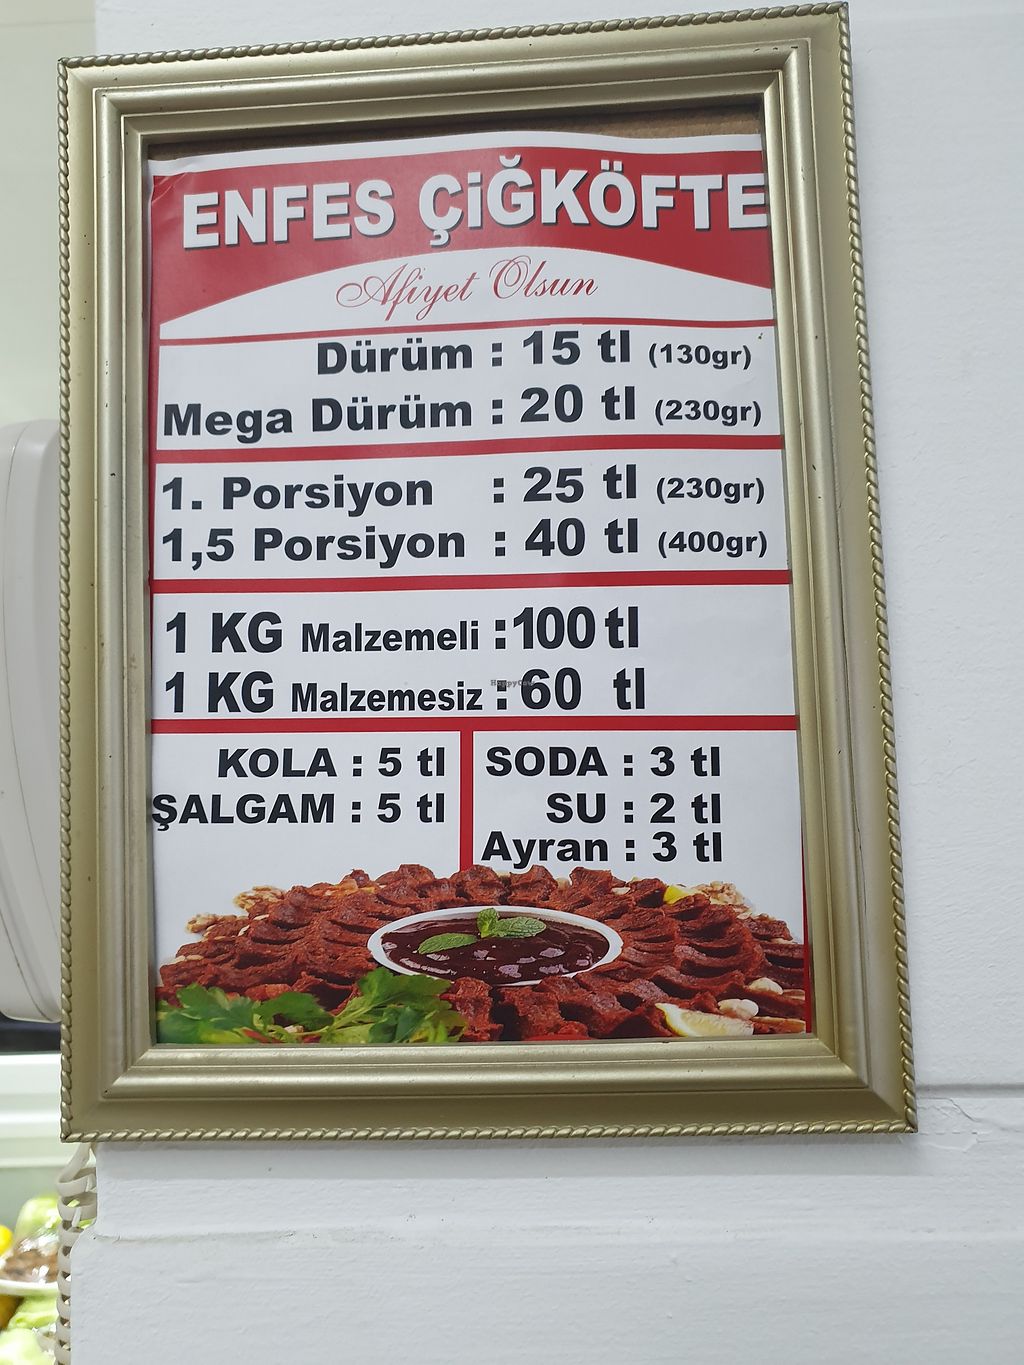 ENFES ÇiĞKÖFTE
Afiyet Olsun
Dürüm : 15 tl (130gr)
Mega Dürüm : 20 tl (230gr)
1. Porsiyon : 25 tl (230gr)
1,5 Porsiyon : 40 tl (400gr)
1 KG Malzemeli : 100 tl
1 KG Malzemesiz : 60 tl
HappyCow
KOLA : 5 tl
ŞALGAM : 5 tl
SODA : 3 tl
SU : 2 tl
Ayran : 3 tl